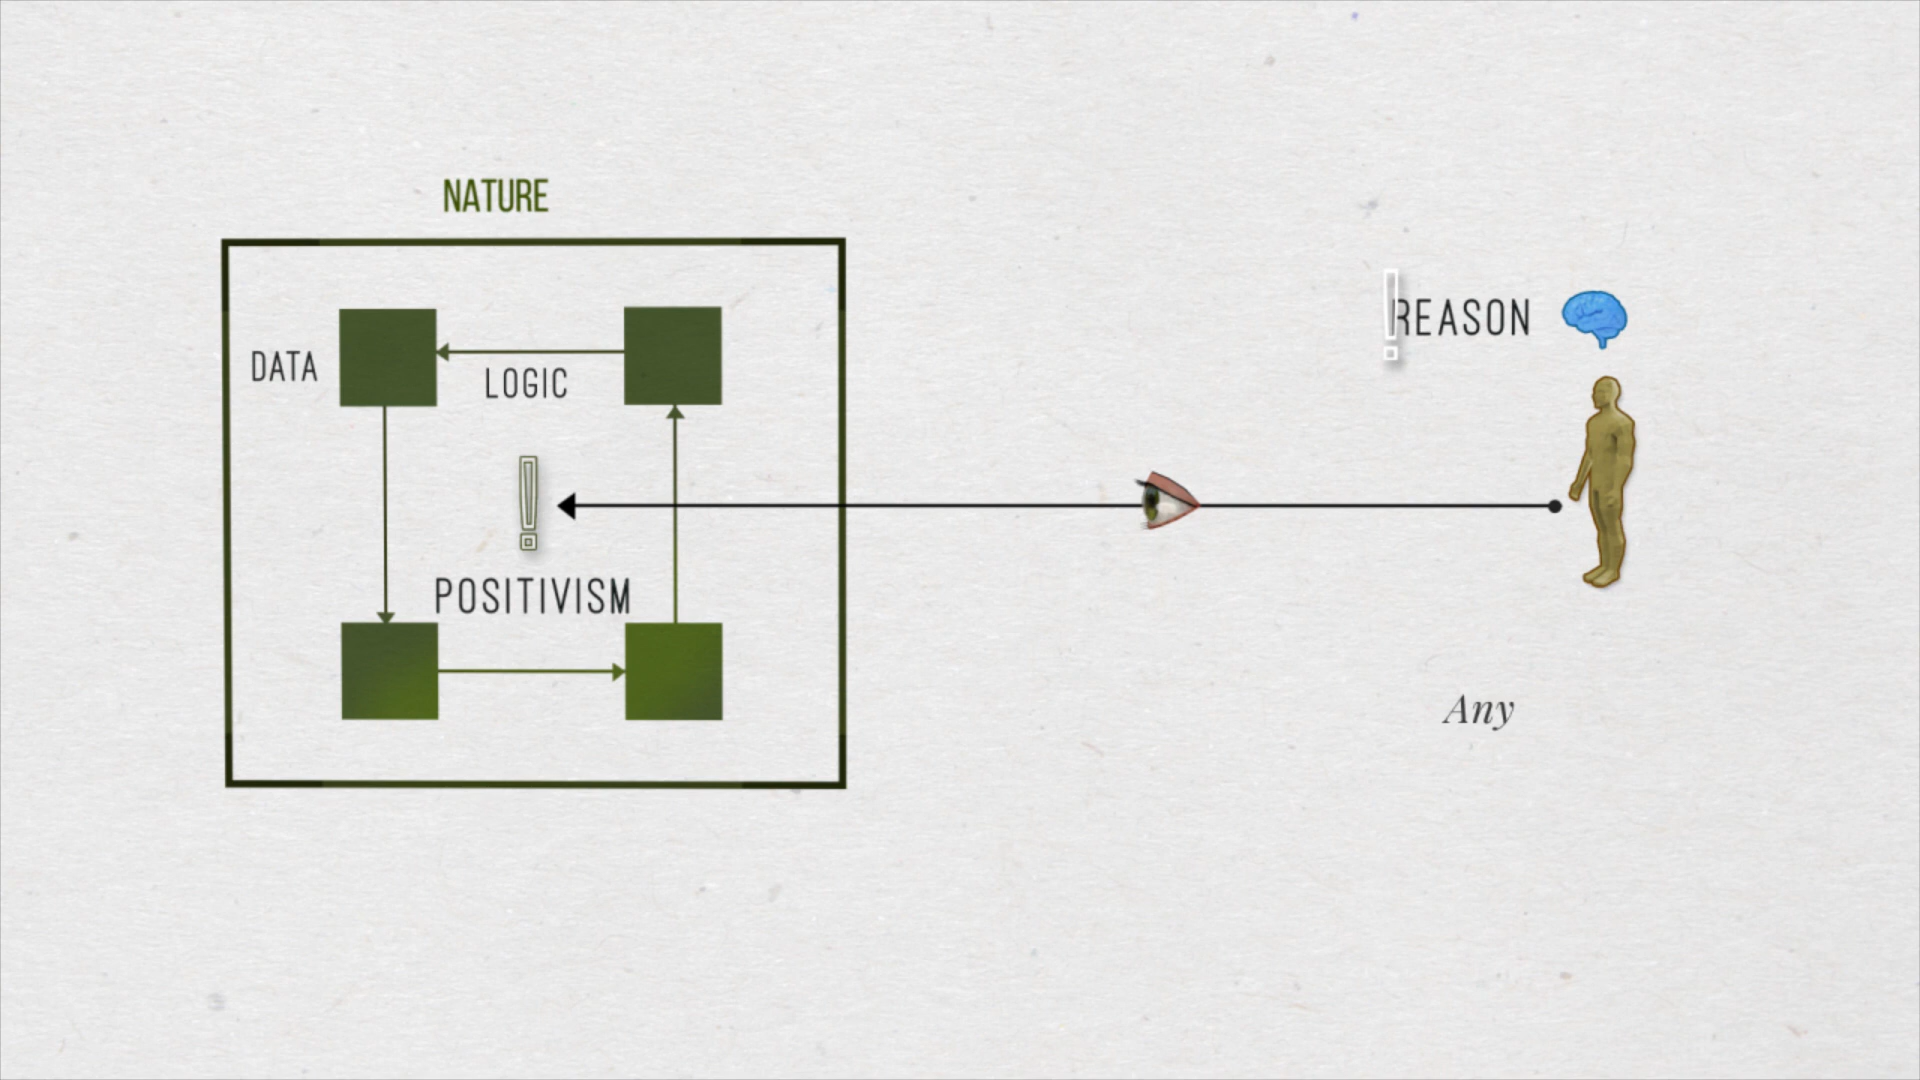 NATURE
DATA
LOGIC
!
POSITIVISM
!
REASON
Any